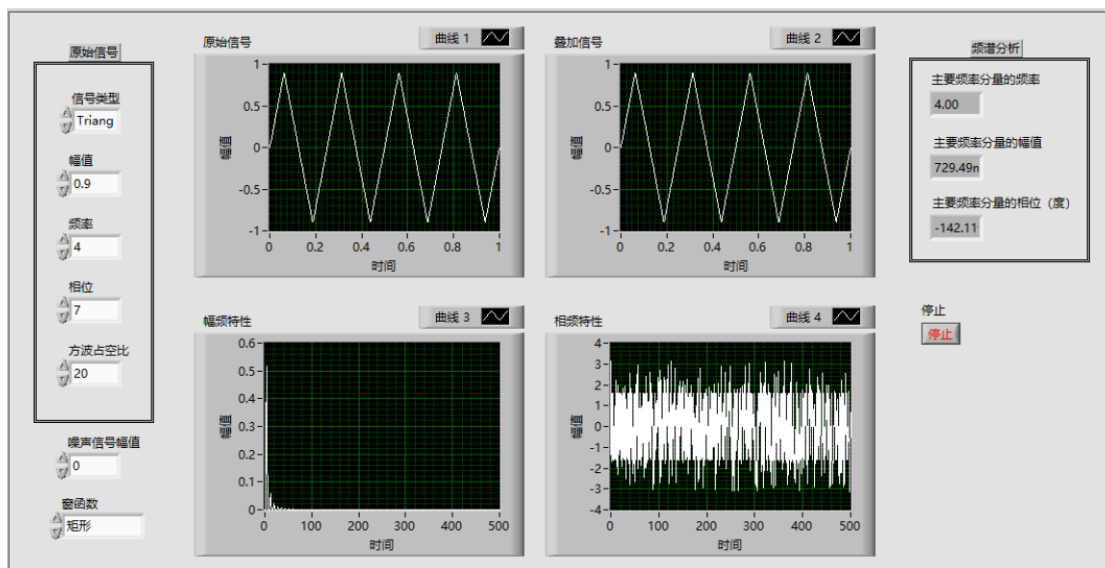 原始信号
信号类型
Triang
幅值
0.9
频率
4
相位
7
方波占空比
20
噪声信号幅值
0
窗函数
矩形
原始信号
曲线 1
幅值
1
0.5
0
-0.5
-1
0 0.2 0.4 0.6 0.8 1
时间
叠加信号
曲线 2
幅值
1
0.5
0
-0.5
-1
0 0.2 0.4 0.6 0.8 1
时间
幅频特性
曲线 3
幅值
0.6
0.5
0.4
0.3
0.2
0.1
0
0 100 200 300 400 500
时间
相频特性
曲线 4
幅值
4
3
2
1
0
-1
-2
-3
-4
0 100 200 300 400 500
时间
频谱分析
主要频率分量的频率
4.00
主要频率分量的幅值
729.49n
主要频率分量的相位（度）
-142.11
停止
停止